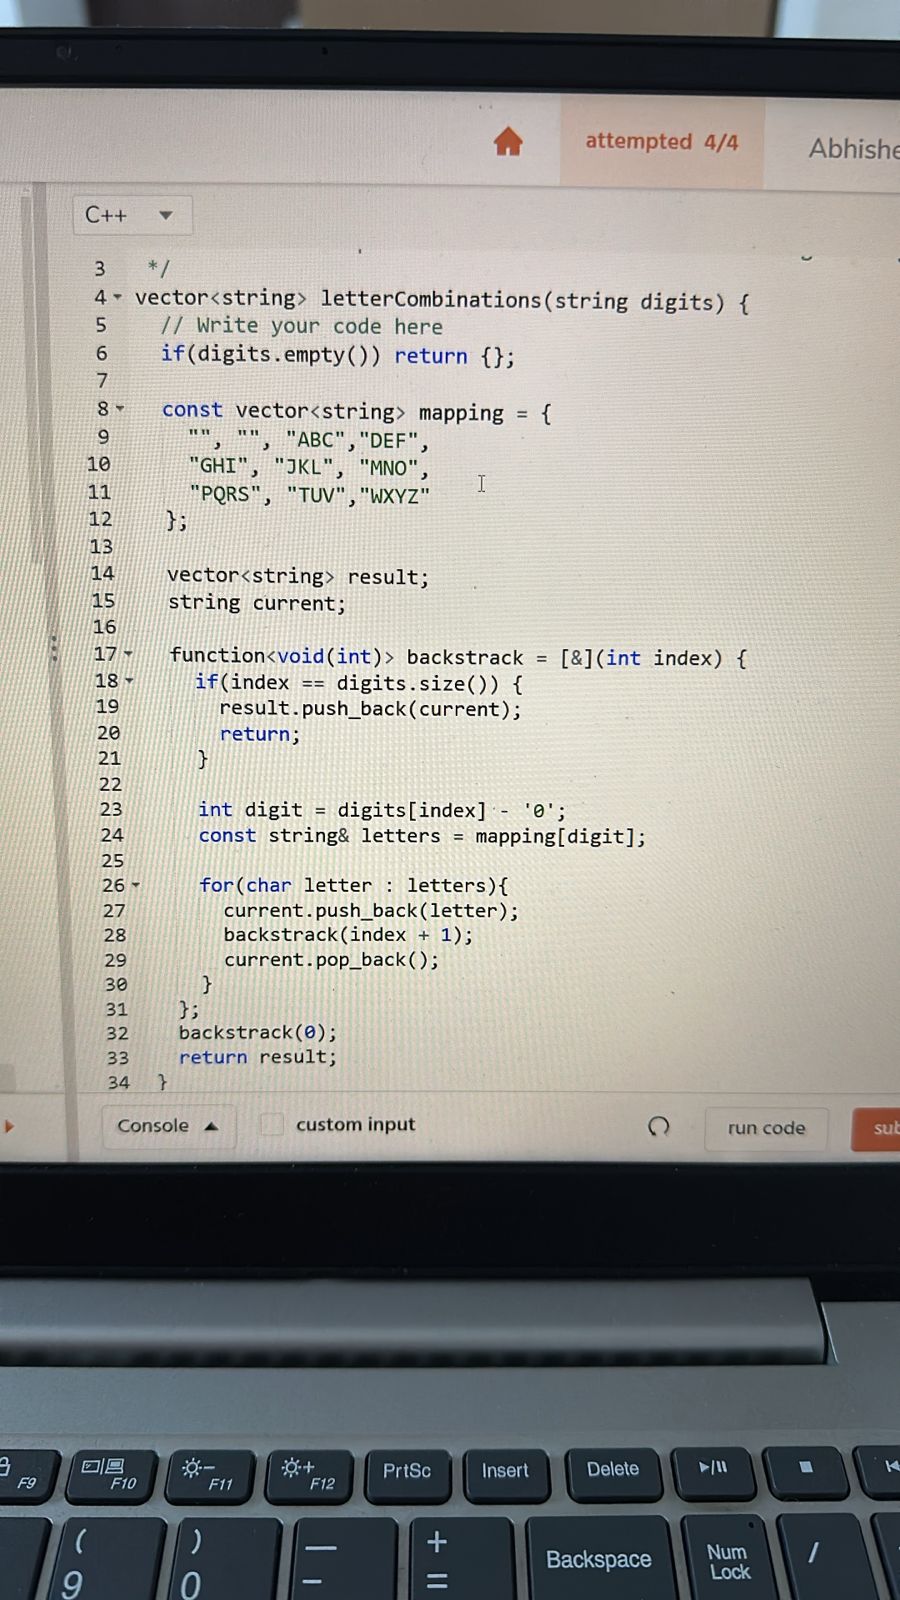 attempted 4/4
C++
3 */
4 vector<string> letterCombinations(string digits) {
5 // Write your code here
6 if(digits.empty()) return {};
7
8 const vector<string> mapping = {
9 "", "", "ABC","DEF",
10 "GHI", "JKL", "MNO",
11 "PQRS", "TUV","WXYZ"
12 };
13
14 vector<string> result;
15 string current;
16
17 function<void(int)> backstrack = [&](int index) {
18 if(index == digits.size()) {
19 result.push_back(current);
20 return;
21 }
22
23 int digit = digits[index] - '0';
24 const string& letters = mapping[digit];
25
26 for(char letter : letters){
27 current.push_back(letter);
28 backstrack(index + 1);
29 current.pop_back();
30 }
31 };
32 backstrack(0);
33 return result;
34 }
Console custom input run code
F9 F10 F11 F12 PrtSc Insert Delete
( ) — + Backspace Num Lock /
9 0 - =